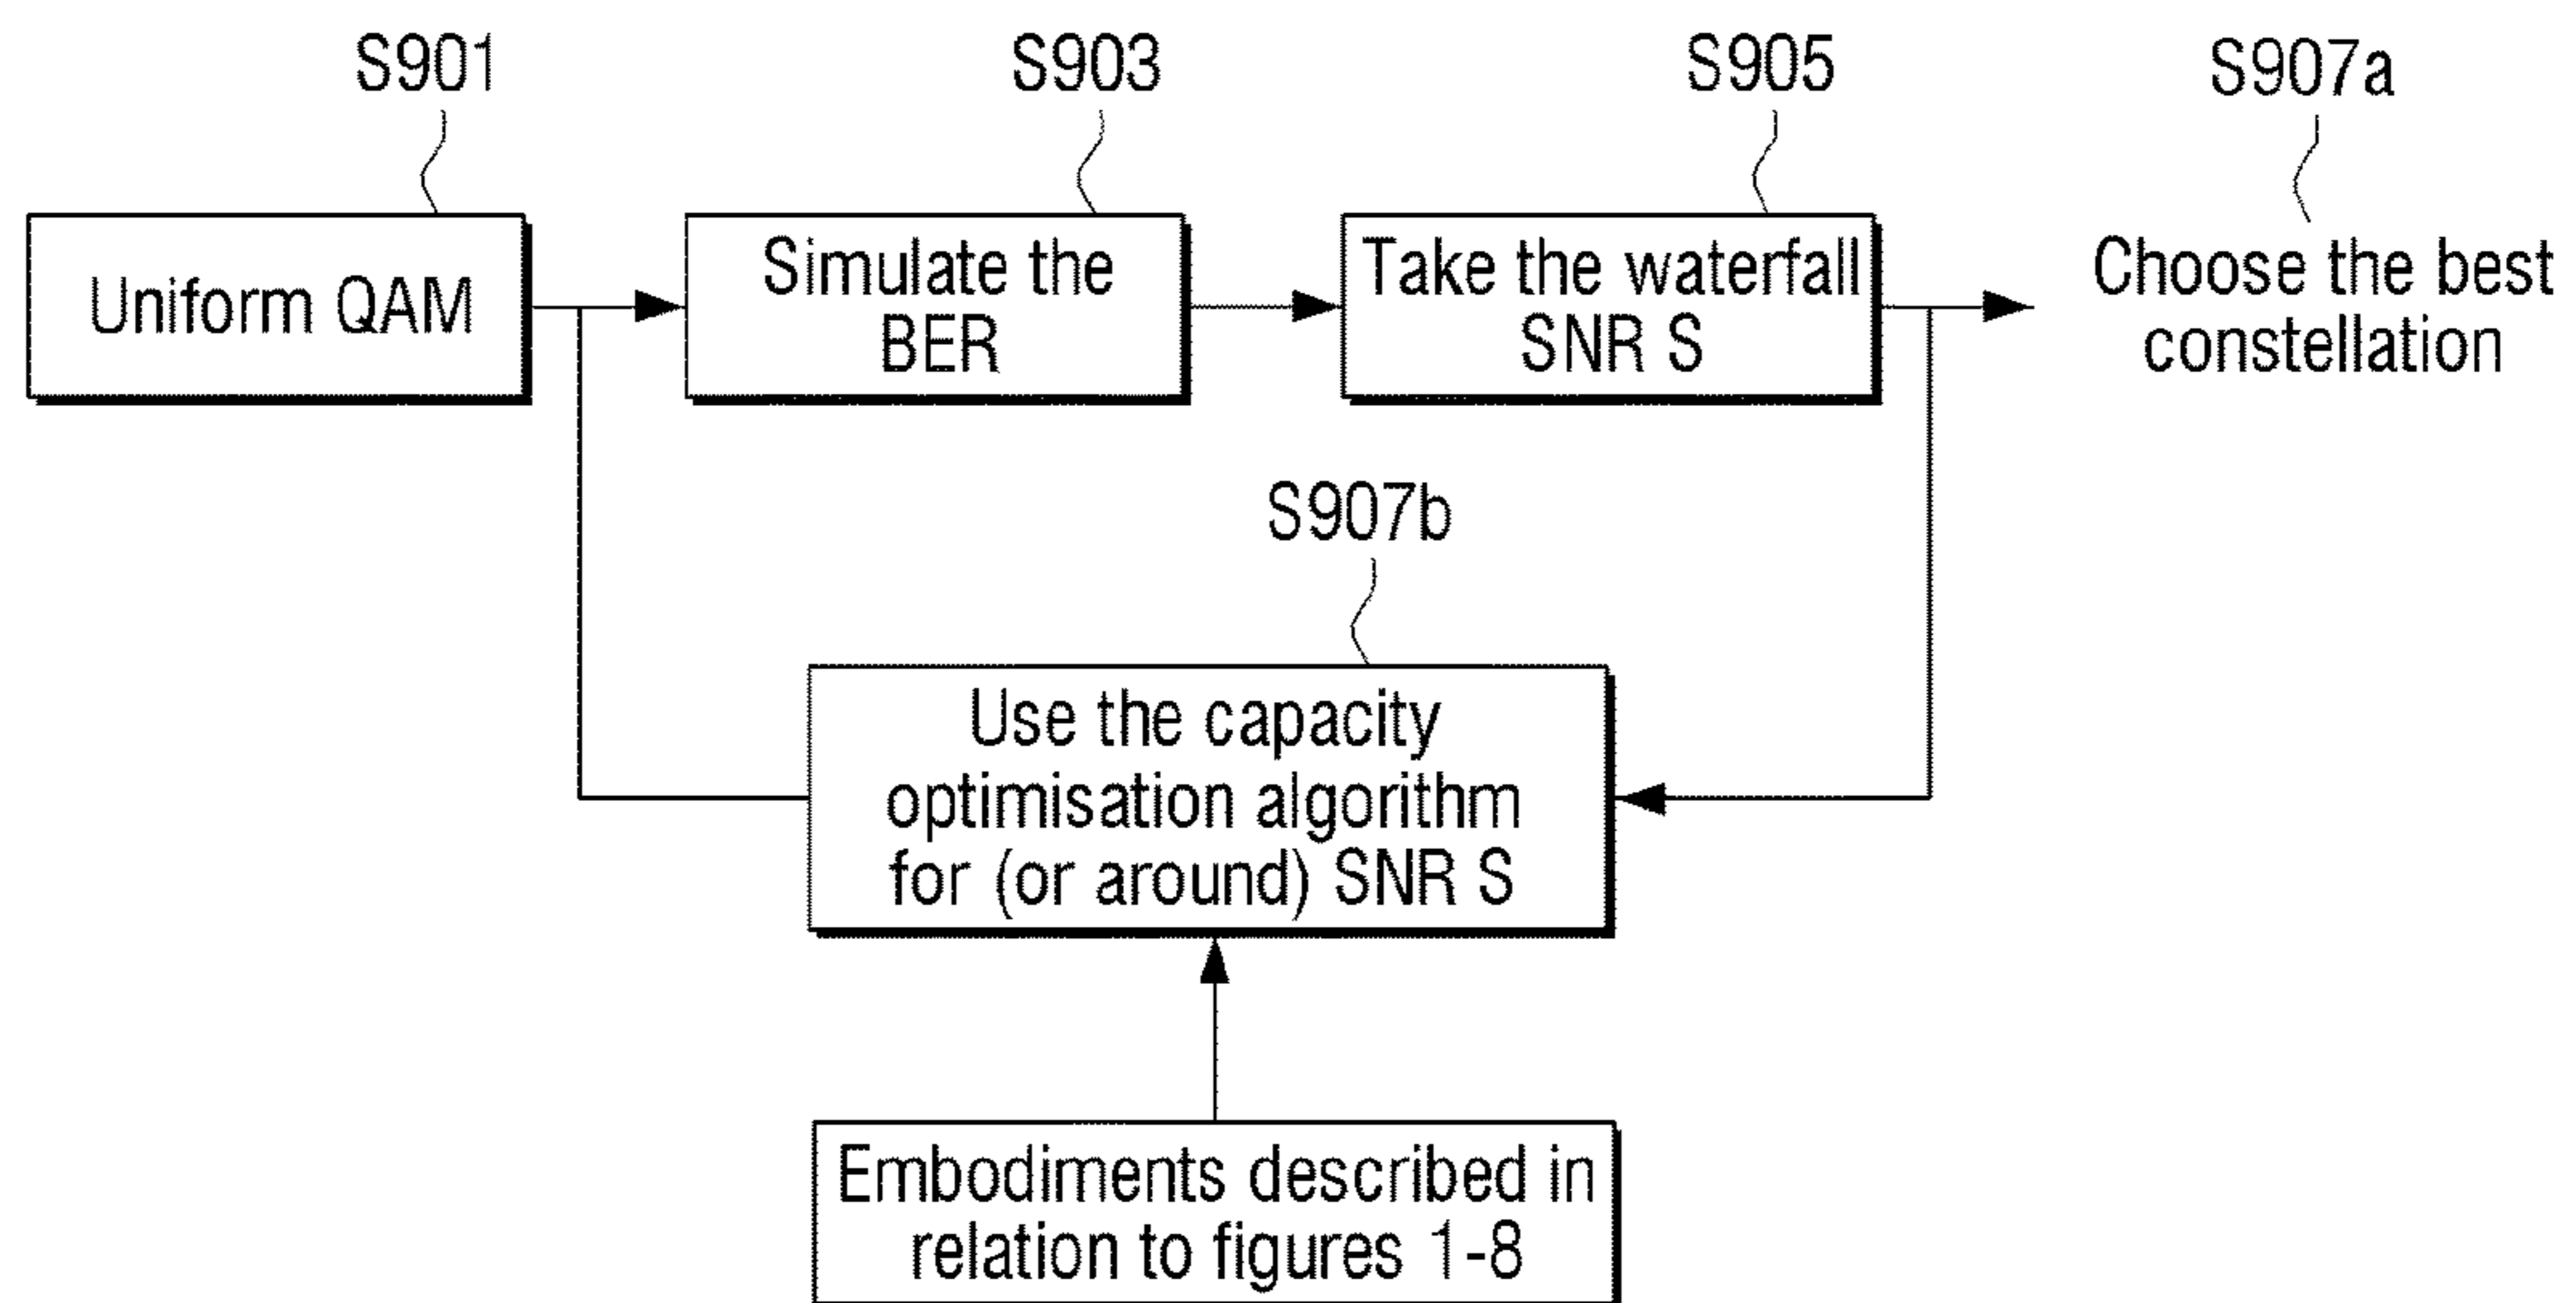 S901
S903
S905
S907a
Uniform QAM
Simulate the
BER
Take the waterfall
SNR S
Choose the best
constellation
S907b
Use the capacity
optimisation algorithm
for (or around) SNR S
Embodiments described in
relation to figures 1-8